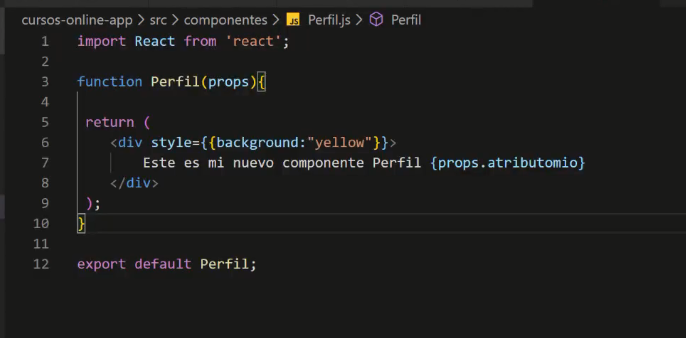 cursos-online-app > src > componentes > JS Perfil.js > Perfil
1 import React from 'react';
2
3 function Perfil(props){
4
5 return (
6 <div style={{background:"yellow"}}>
7 Este es mi nuevo componente Perfil {props.atributomio}
8 </div>
9 );
10 }
11
12 export default Perfil;